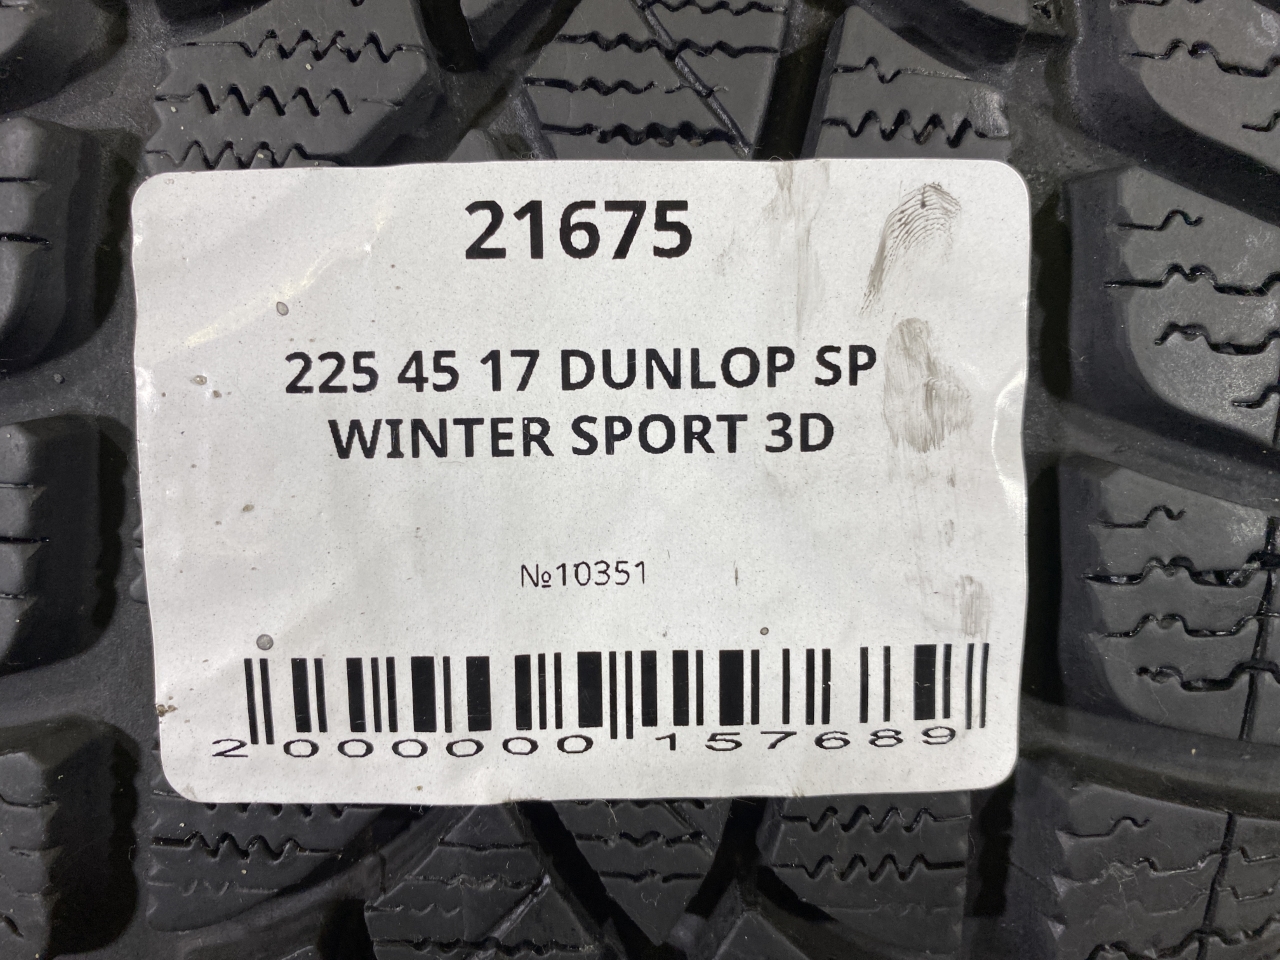 21675
225 45 17 DUNLOP SP
WINTER SPORT 3D
№10351
2 000000 157689